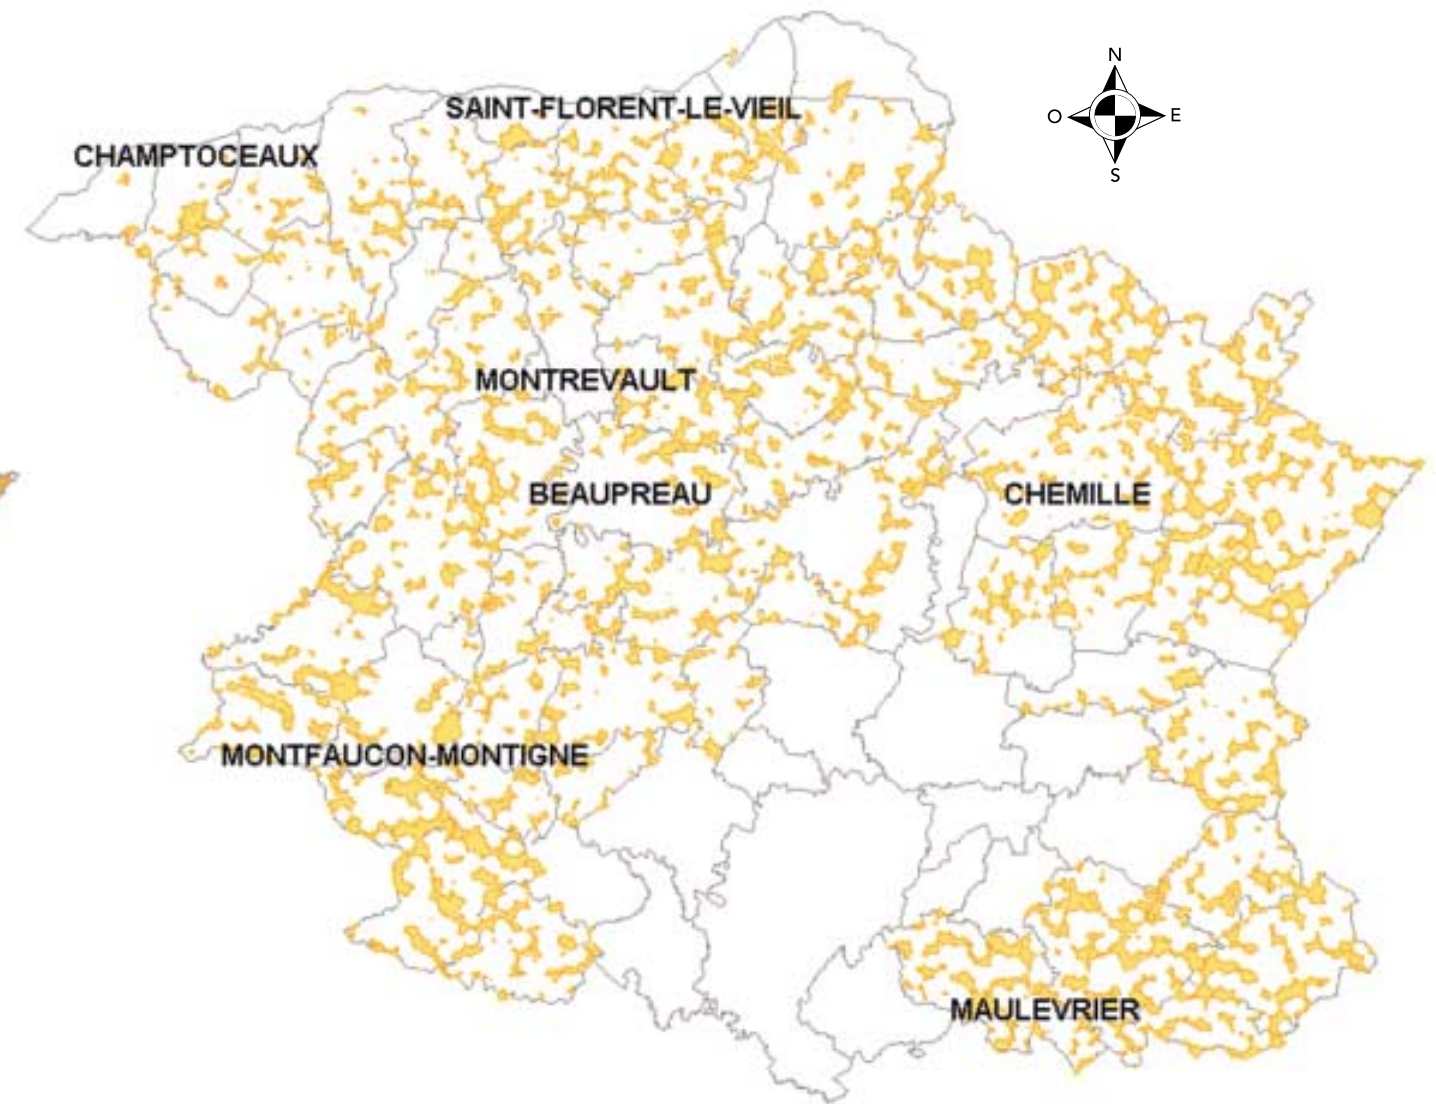 N
SAINT-FLORENT-LE-VIEIL
O
E
CHAMPTOCEAUX
S
MONTREVAULT
BEAUPREAU
CHEMILLE
MONTFAUCON-MONTIGNE
MAULEVRIER